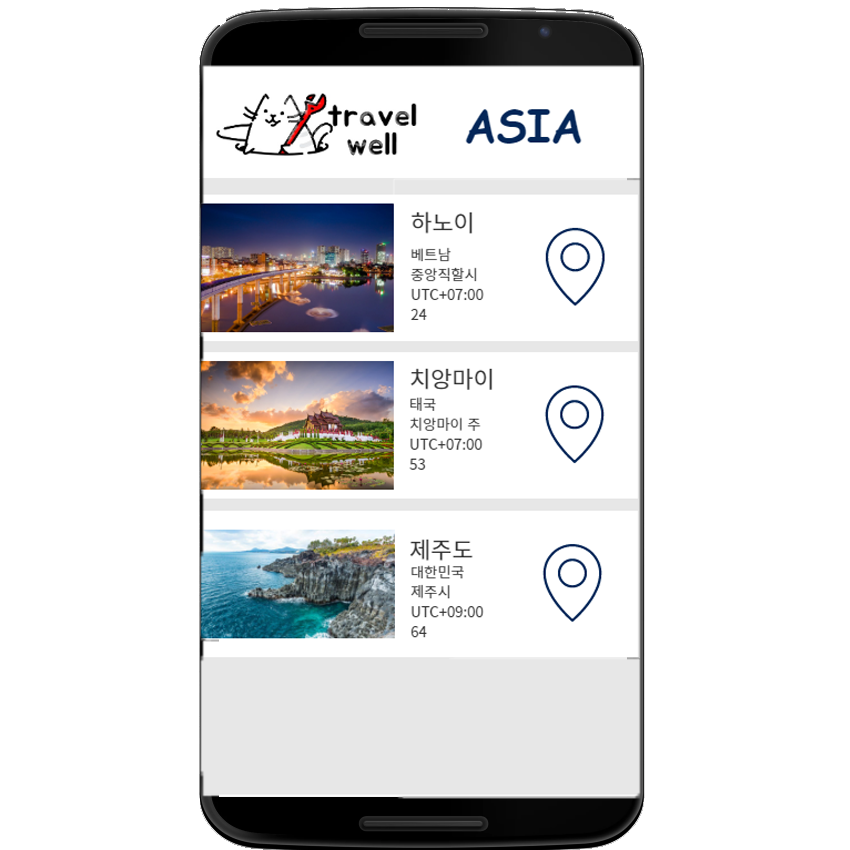 travel
well
ASIA
하노이
베트남
중앙직할시
UTC+07:00
24
치앙마이
태국
치앙마이 주
UTC+07:00
53
제주도
대한민국
제주시
UTC+09:00
64